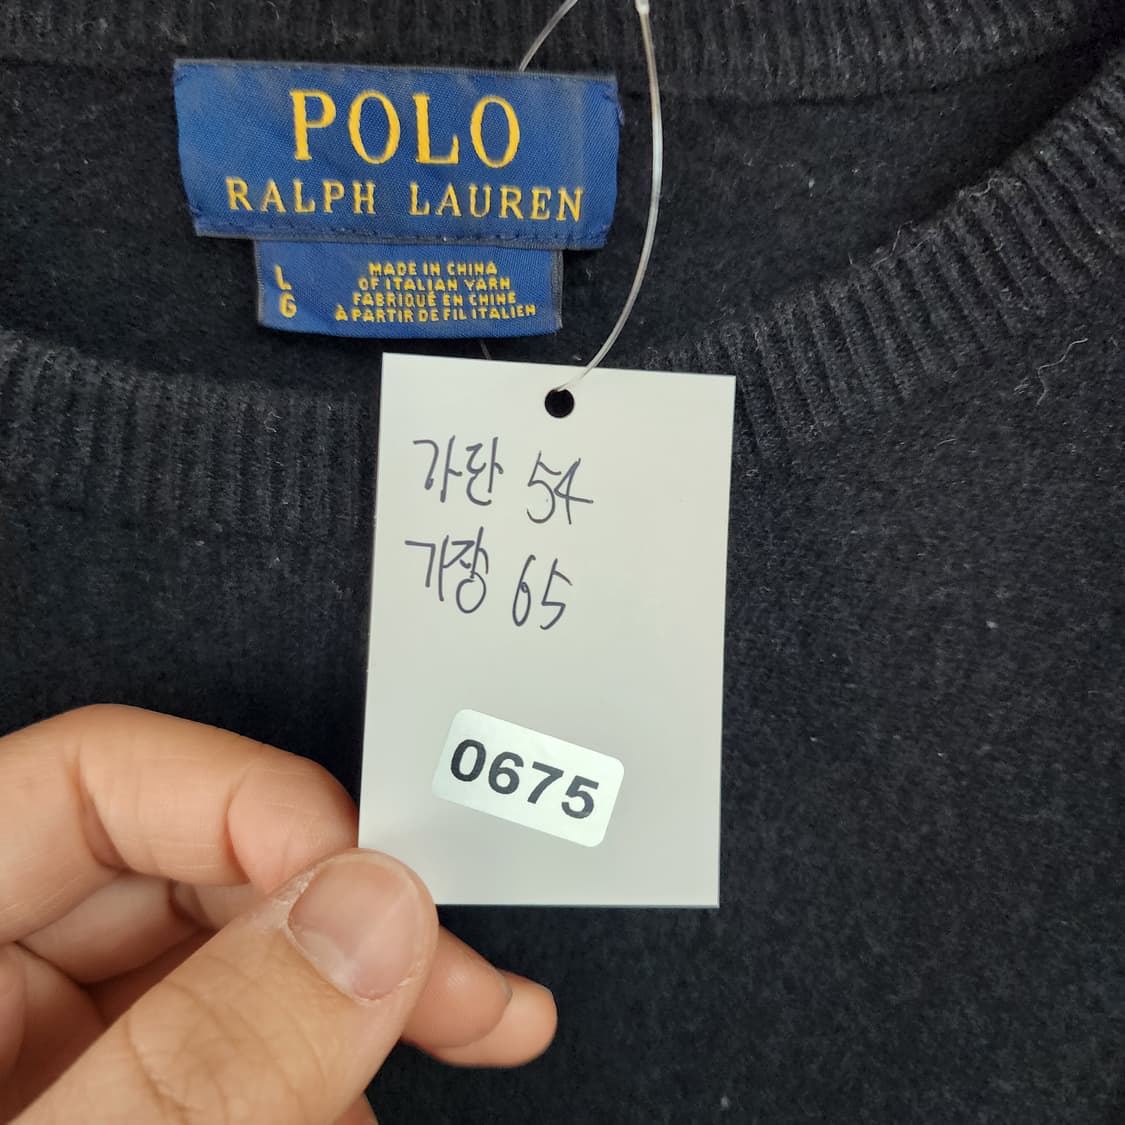 POLO
RALPH LAUREN
L
G
MADE IN CHINA
OF ITALIAN YARN
FABRIQUÉ EN CHINE
À PARTIR DE FIL ITALIEN
가단 54
기장 65
0675